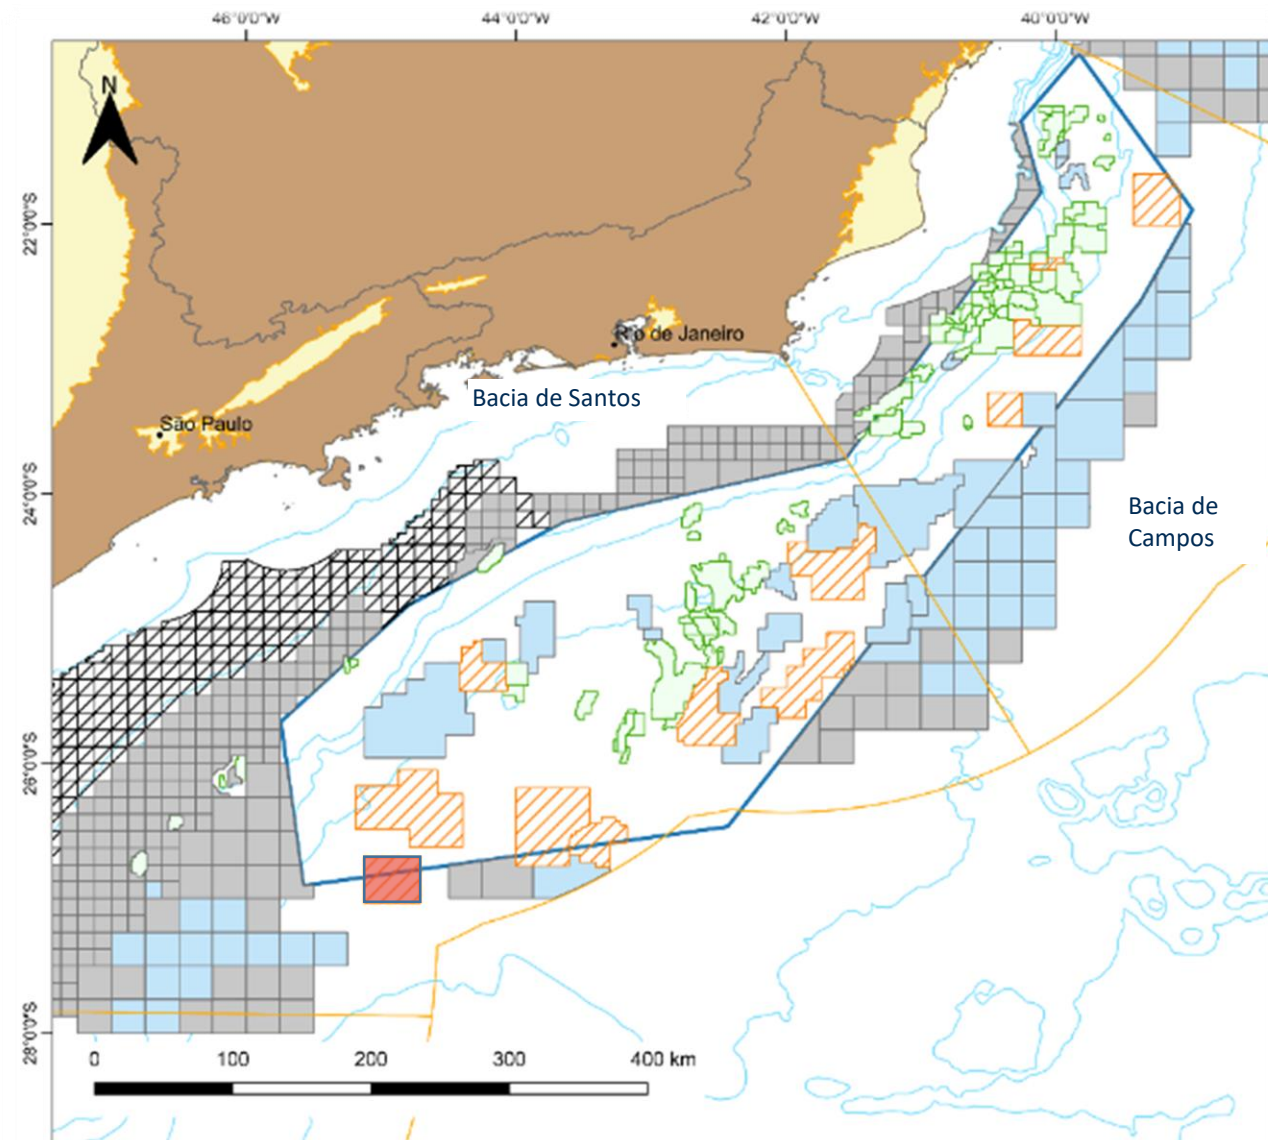 46°0'0"W 44°0'0"W 42°0'0"W 40°0'0"W
N
22°0'0"S
Rio de Janeiro
Bacia de Santos
São Paulo
24°0'0"S
Bacia de
Campos
26°0'0"S
28°0'0"S
0 100 200 300 400 km